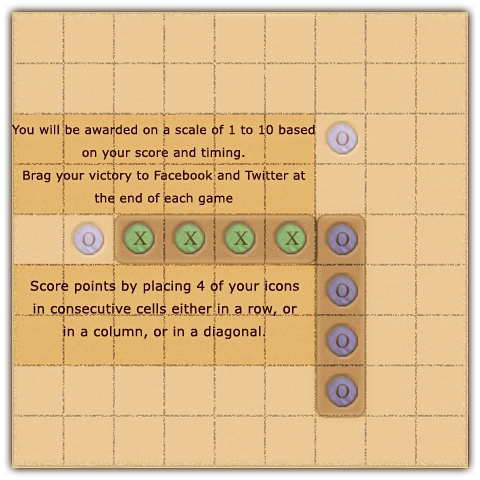 You will be awarded on a scale of 1 to 10 based
on your score and timing.
Q
Brag your victory to Facebook and Twitter at
the end of each game
Q X X X X Q
Score points by placing 4 of your icons
Q
in consecutive cells either in a row, or
in a column, or in a diagonal.
Q
Q